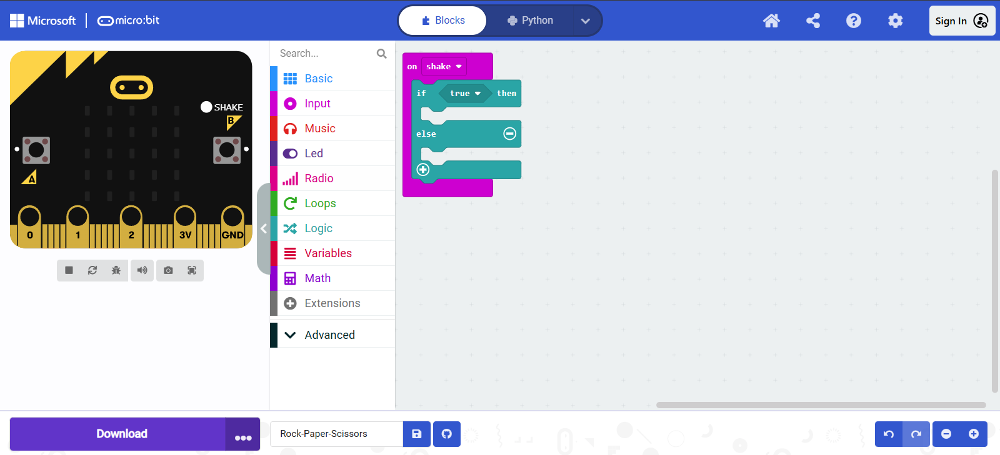 Microsoft
micro:bit
Blocks
Python
Sign In
SHAKE
B
A
0
1
2
3V
GND
Search...
Basic
Input
Music
Led
Radio
Loops
Logic
Variables
Math
Extensions
Advanced
on shake
if true then
else
Download
Rock-Paper-Scissors